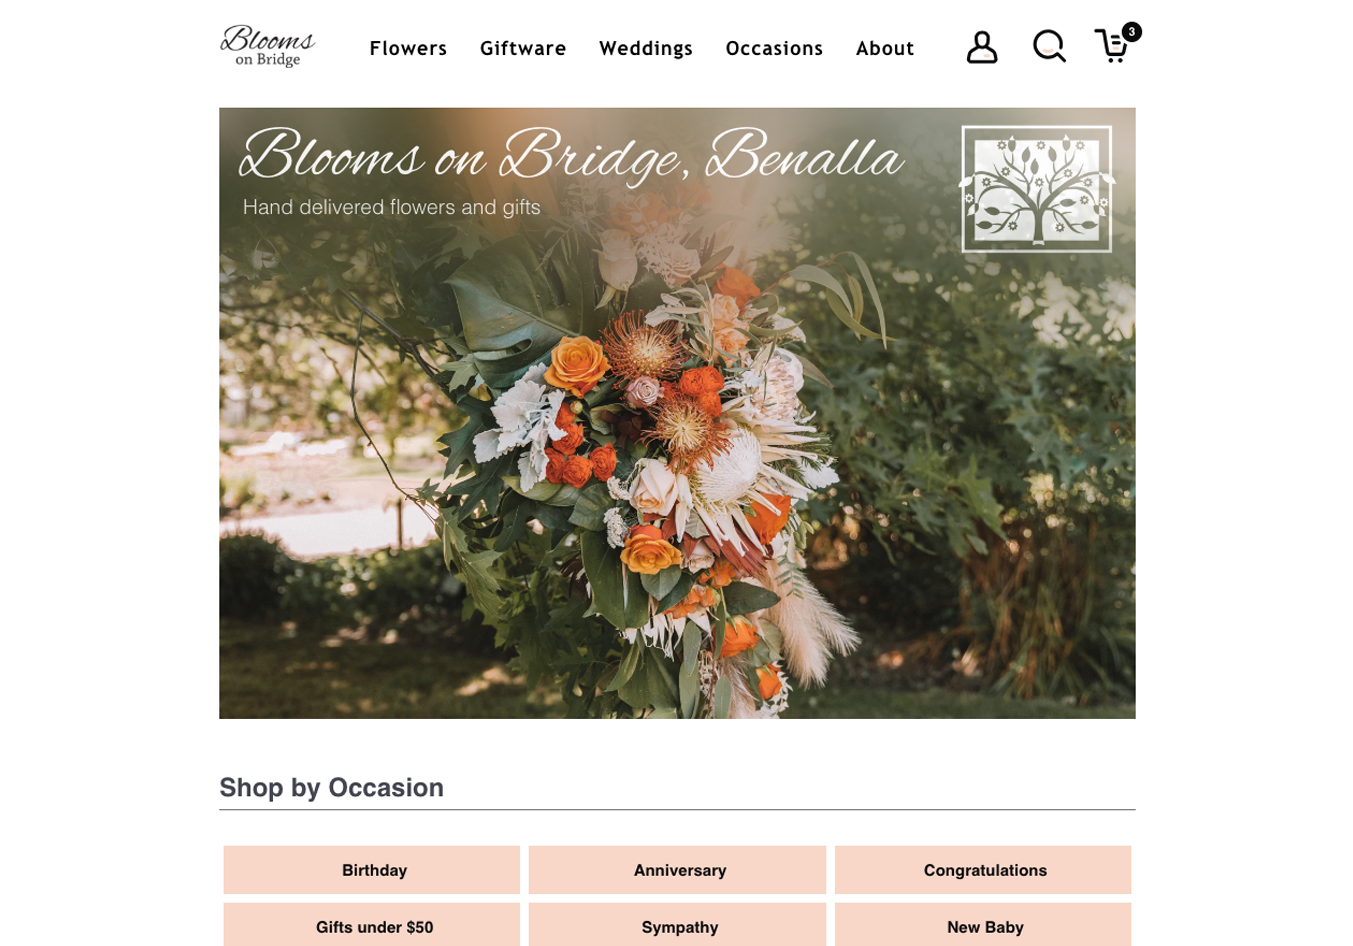 Blooms
on Bridge
Flowers Giftware Weddings Occasions About
3
Blooms on Bridge, Benalla
Hand delivered flowers and gifts
Shop by Occasion
Birthday Anniversary Congratulations
Gifts under $50 Sympathy New Baby